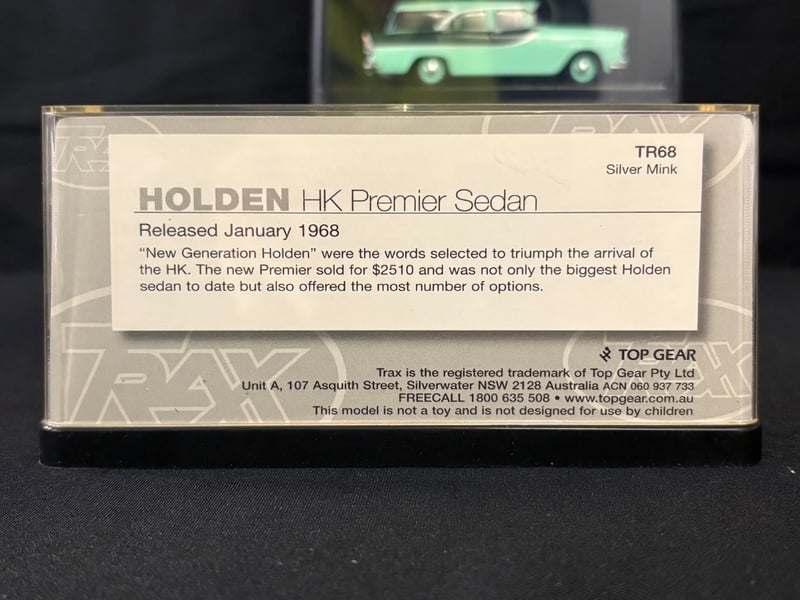 TRAX
TRAX
TR68
Silver Mink
HOLDEN HK Premier Sedan
Released January 1968
“New Generation Holden” were the words selected to triumph the arrival of
the HK. The new Premier sold for $2510 and was not only the biggest Holden
sedan to date but also offered the most number of options.
TRAX
TRAX
TOP GEAR
Trax is the registered trademark of Top Gear Pty Ltd
Unit A, 107 Asquith Street, Silverwater NSW 2128 Australia ACN 060 937 733
FREECALL 1800 635 508 • www.topgear.com.au
This model is not a toy and is not designed for use by children